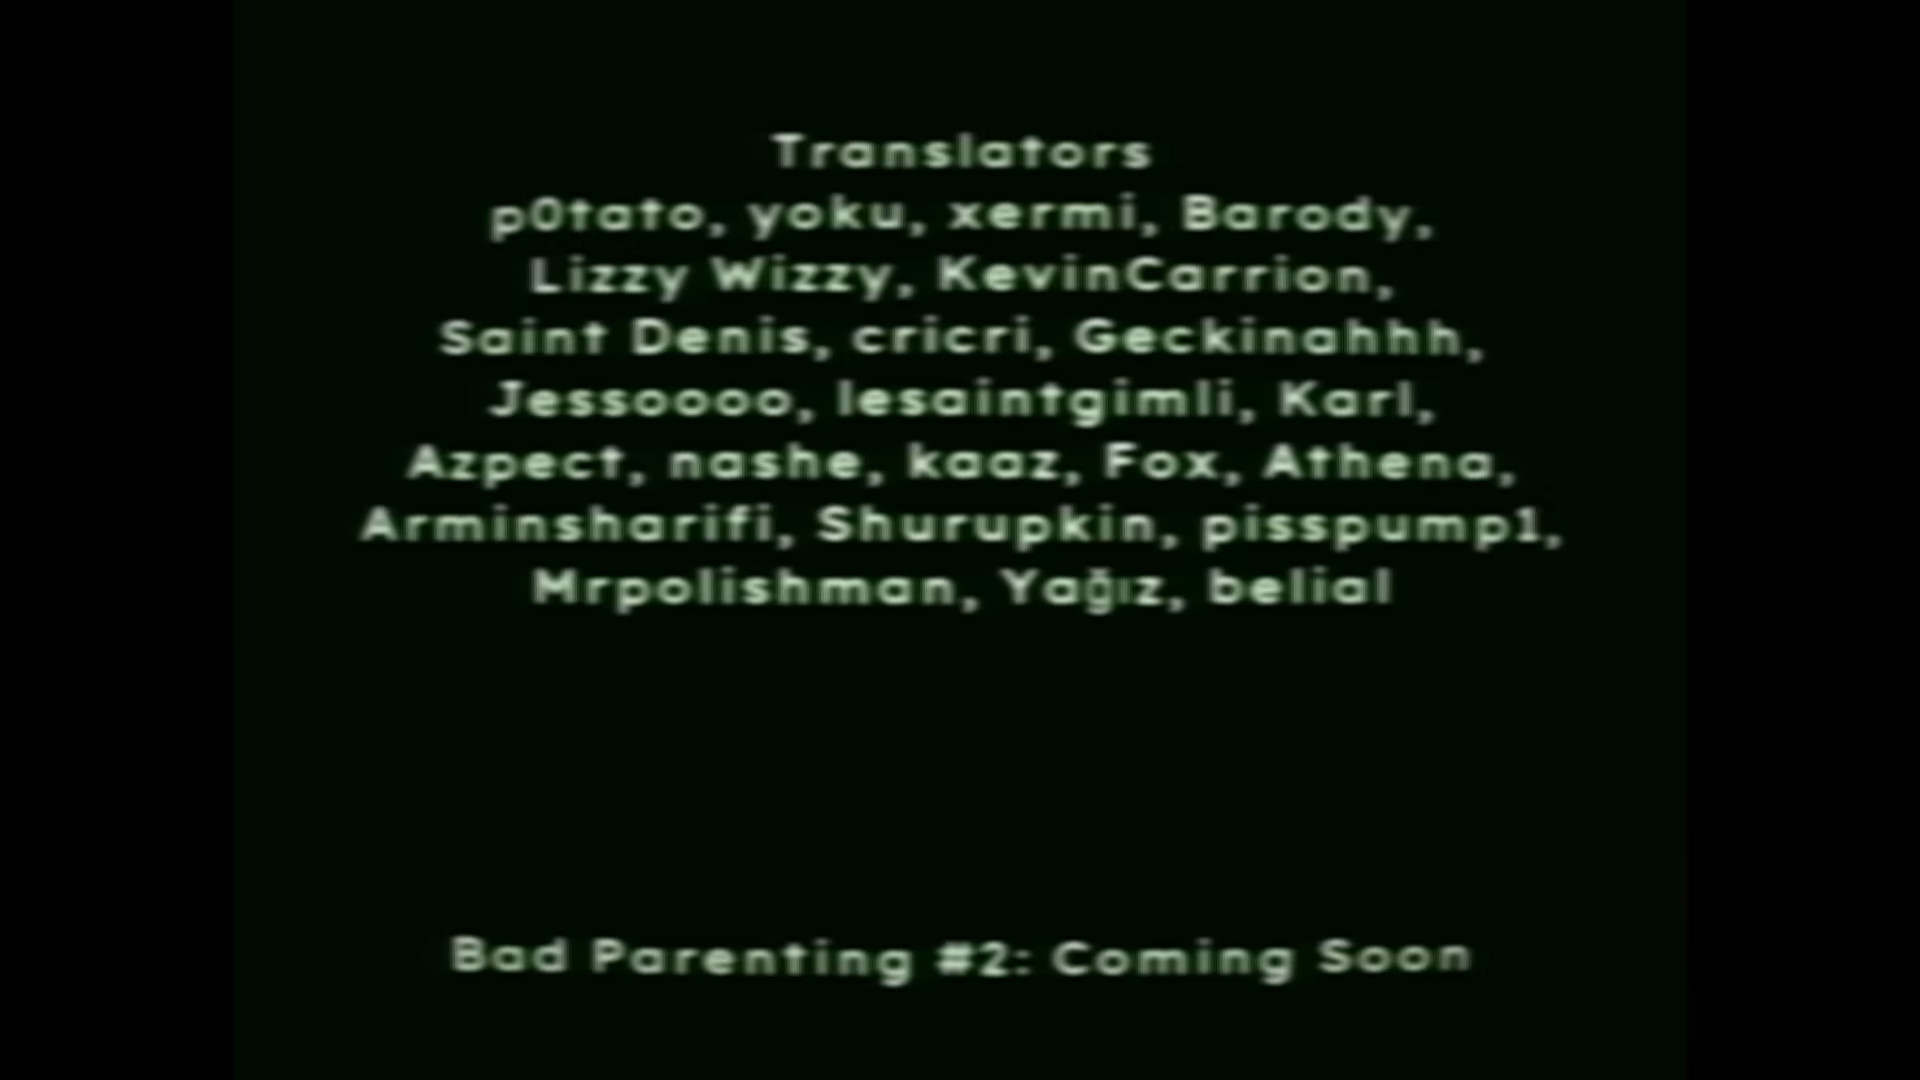 Translators
p0tato, yoku, xermi, Barody,
Lizzy Wizzy, KevinCarrion,
Saint Denis, cricri, Geckinahhh,
Jessoooo, lesaintgimli, Karl,
Azpect, nashe, kaaz, Fox, Athena,
Arminsharifi, Shurupkin, pisspump1,
Mrpolishman, Yağız, belial
Bad Parenting #2: Coming Soon